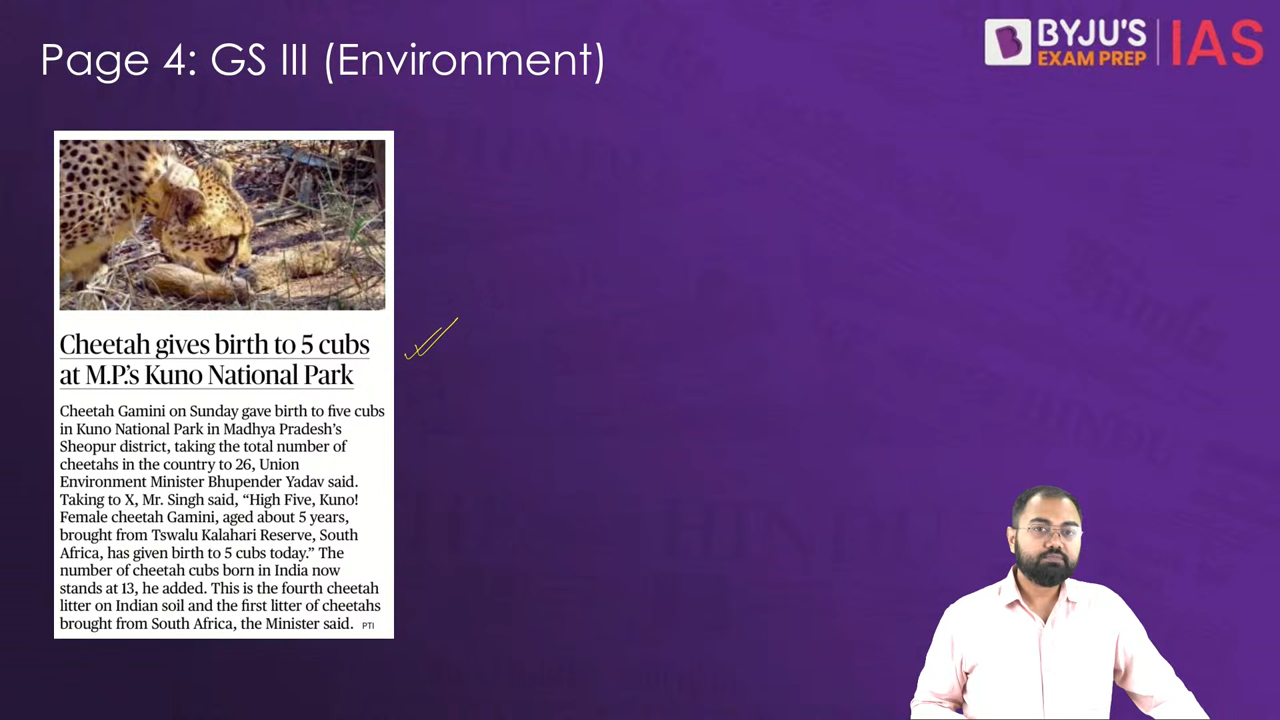 Page 4: GS III (Environment)
BYJU'S
EXAM PREP
IAS
Cheetah gives birth to 5 cubs
at M.P.'s Kuno National Park
Cheetah Gamini on Sunday gave birth to five cubs
in Kuno National Park in Madhya Pradesh's
Sheopur district, taking the total number of
cheetahs in the country to 26, Union
Environment Minister Bhupender Yadav said.
Taking to X, Mr. Singh said, “High Five, Kuno!
Female cheetah Gamini, aged about 5 years,
brought from Tswalu Kalahari Reserve, South
Africa, has given birth to 5 cubs today.” The
number of cheetah cubs born in India now
stands at 13, he added. This is the fourth cheetah
litter on Indian soil and the first litter of cheetahs
brought from South Africa, the Minister said. PTI